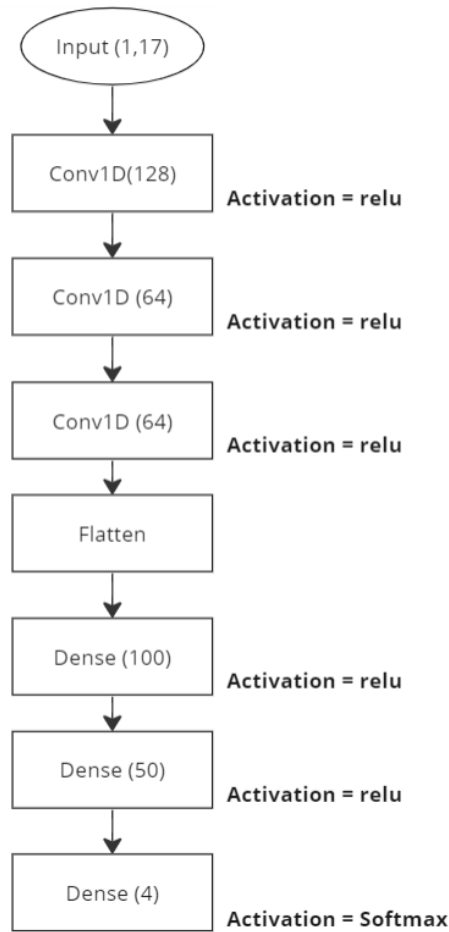 Input (1,17)
Conv1D(128)
Activation = relu
Conv1D (64)
Activation = relu
Conv1D (64)
Activation = relu
Flatten
Dense (100)
Activation = relu
Dense (50)
Activation = relu
Dense (4)
Activation = Softmax